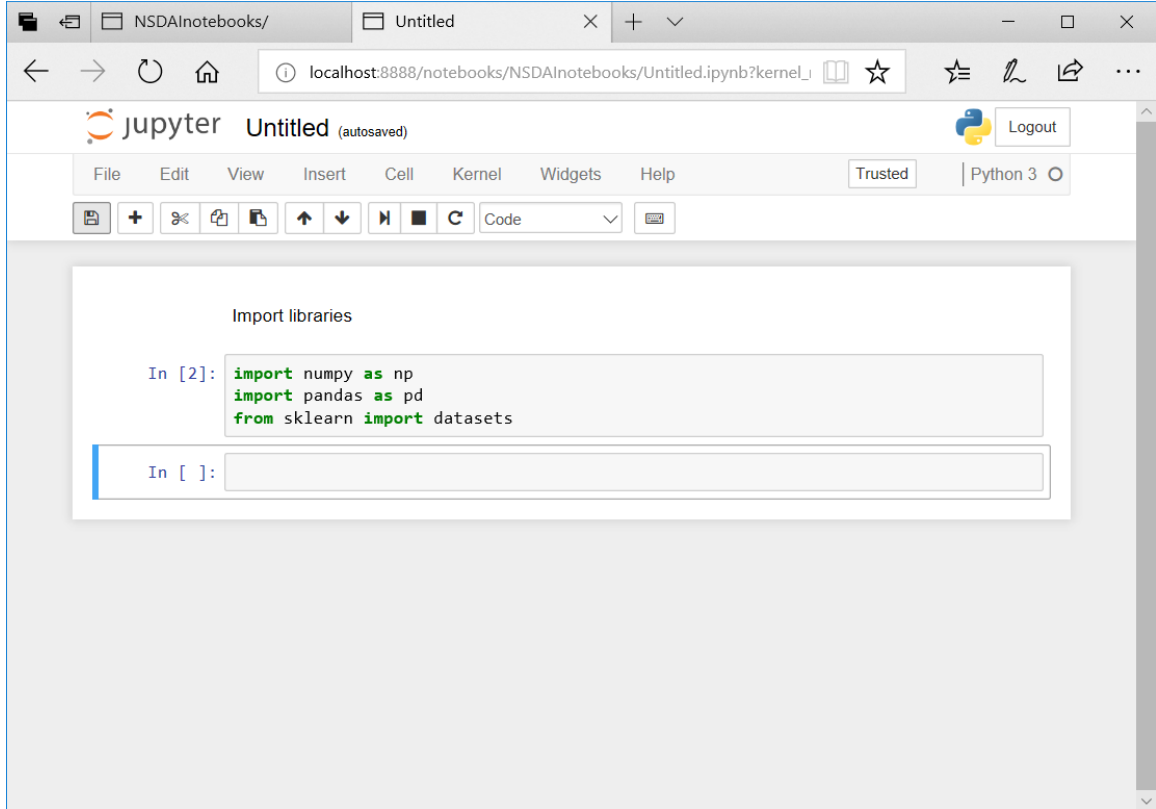 NSDAInotebooks/
Untitled
localhost:8888/notebooks/NSDAInotebooks/Untitled.ipynb?kernel_
jupyter Untitled (autosaved)
Logout
File Edit View Insert Cell Kernel Widgets Help
Trusted
Python 3
Code
Import libraries
In [2]: import numpy as np
import pandas as pd
from sklearn import datasets
In [ ]: